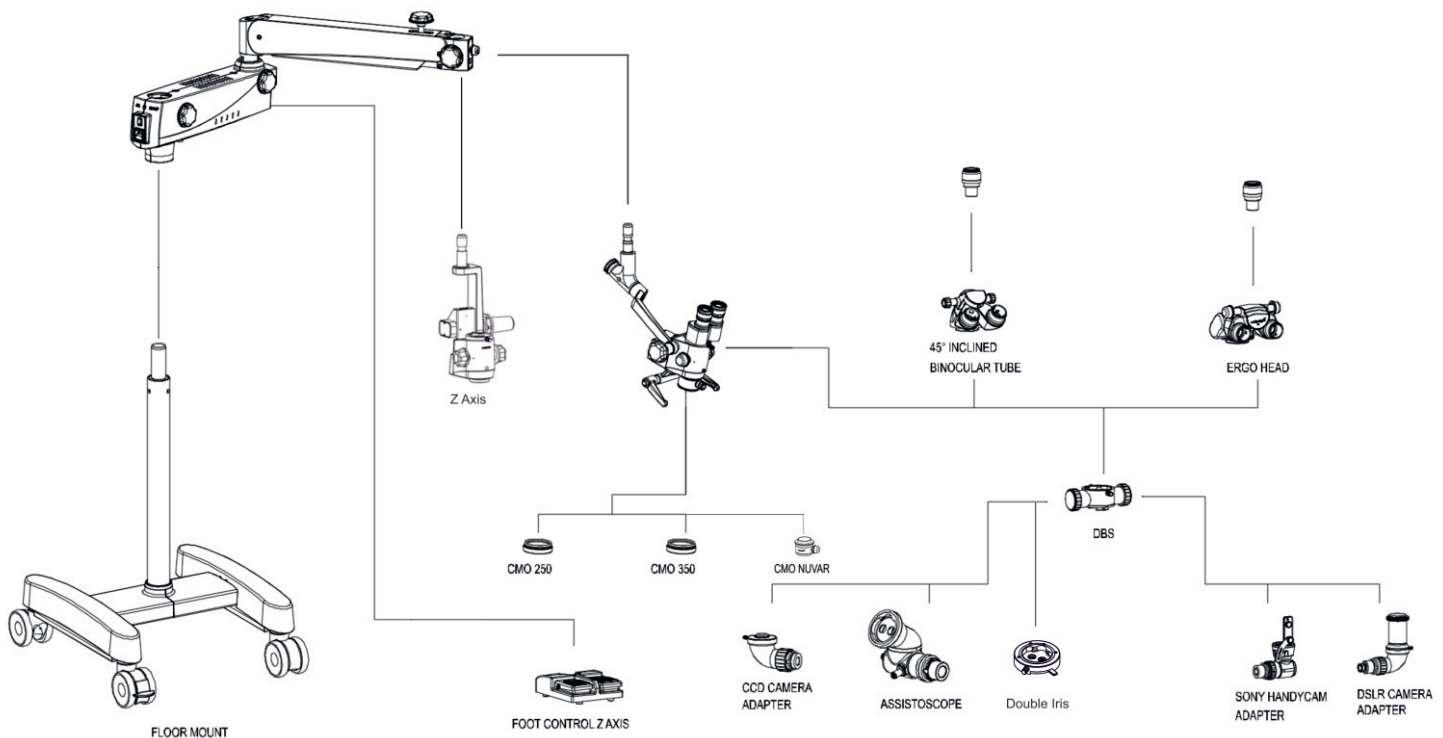 45° INCLINED
BINOCULAR TUBE
ERGO HEAD
Z Axis
DBS
CMO 250
CMO 350
CMO NUVAR
CCD CAMERA
ADAPTER
ASSISTOSCOPE
Double Iris
SONY HANDYCAM
ADAPTER
DSLR CAMERA
ADAPTER
FOOT CONTROL Z AXIS
FLOOR MOUNT